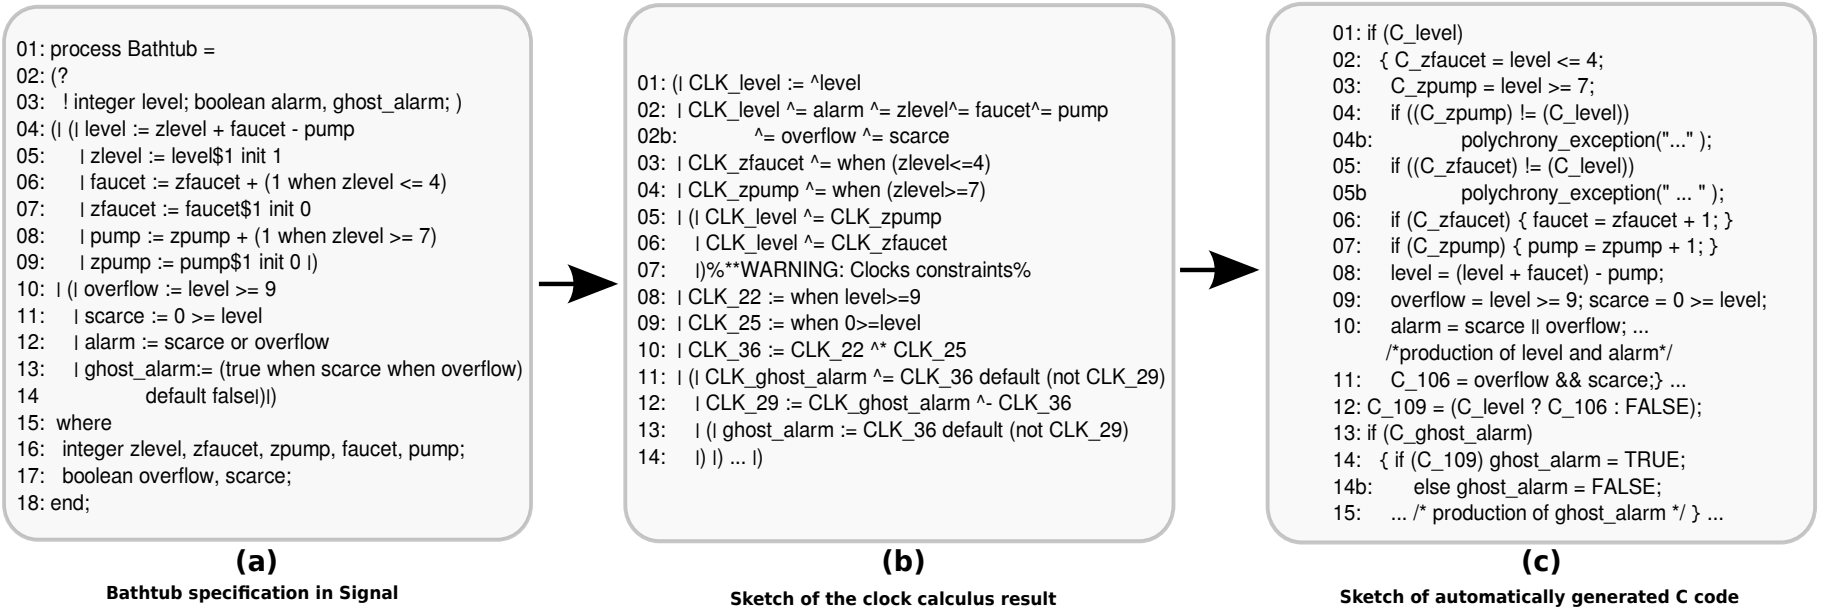 01: process Bathtub =
02: (?
03: ! integer level; boolean alarm, ghost_alarm; )
04: (| (| level := zlevel + faucet - pump
05: | zlevel := level$1 init 1
06: | faucet := zfaucet + (1 when zlevel <= 4)
07: | zfaucet := faucet$1 init 0
08: | pump := zpump + (1 when zlevel >= 7)
09: | zpump := pump$1 init 0 |)
10: | (| overflow := level >= 9
11: | scarce := 0 >= level
12: | alarm := scarce or overflow
13: | ghost_alarm:= (true when scarce when overflow)
14 default false|)|)
15: where
16: integer zlevel, zfaucet, zpump, faucet, pump;
17: boolean overflow, scarce;
18: end;
(a)
Bathtub specification in Signal
01: (| CLK_level := ^level
02: | CLK_level ^= alarm ^= zlevel^= faucet^= pump
02b: ^= overflow ^= scarce
03: | CLK_zfaucet ^= when (zlevel<=4)
04: | CLK_zpump ^= when (zlevel>=7)
05: | (| CLK_level ^= CLK_zpump
06: | CLK_level ^= CLK_zfaucet
07: |)%**WARNING: Clocks constraints%
08: | CLK_22 := when level>=9
09: | CLK_25 := when 0>=level
10: | CLK_36 := CLK_22 ^* CLK_25
11: | (| CLK_ghost_alarm ^= CLK_36 default (not CLK_29)
12: | CLK_29 := CLK_ghost_alarm ^- CLK_36
13: | (| ghost_alarm := CLK_36 default (not CLK_29)
14: |) |) ... |)
(b)
Sketch of the clock calculus result
01: if (C_level)
02: { C_zfaucet = level <= 4;
03: C_zpump = level >= 7;
04: if ((C_zpump) != (C_level))
04b: polychrony_exception("..." );
05: if ((C_zfaucet) != (C_level))
05b polychrony_exception(" ... " );
06: if (C_zfaucet) { faucet = zfaucet + 1; }
07: if (C_zpump) { pump = zpump + 1; }
08: level = (level + faucet) - pump;
09: overflow = level >= 9; scarce = 0 >= level;
10: alarm = scarce || overflow; ...
/*production of level and alarm*/
11: C_106 = overflow && scarce;} ...
12: C_109 = (C_level ? C_106 : FALSE);
13: if (C_ghost_alarm)
14: { if (C_109) ghost_alarm = TRUE;
14b: else ghost_alarm = FALSE;
15: ... /* production of ghost_alarm */ } ...
(c)
Sketch of automatically generated C code